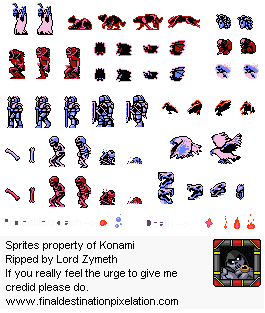 Sprites property of Konami
Ripped by Lord Zymeth
If you really feel the urge to give me
credid please do.
www.finaldestinationpixelation.com